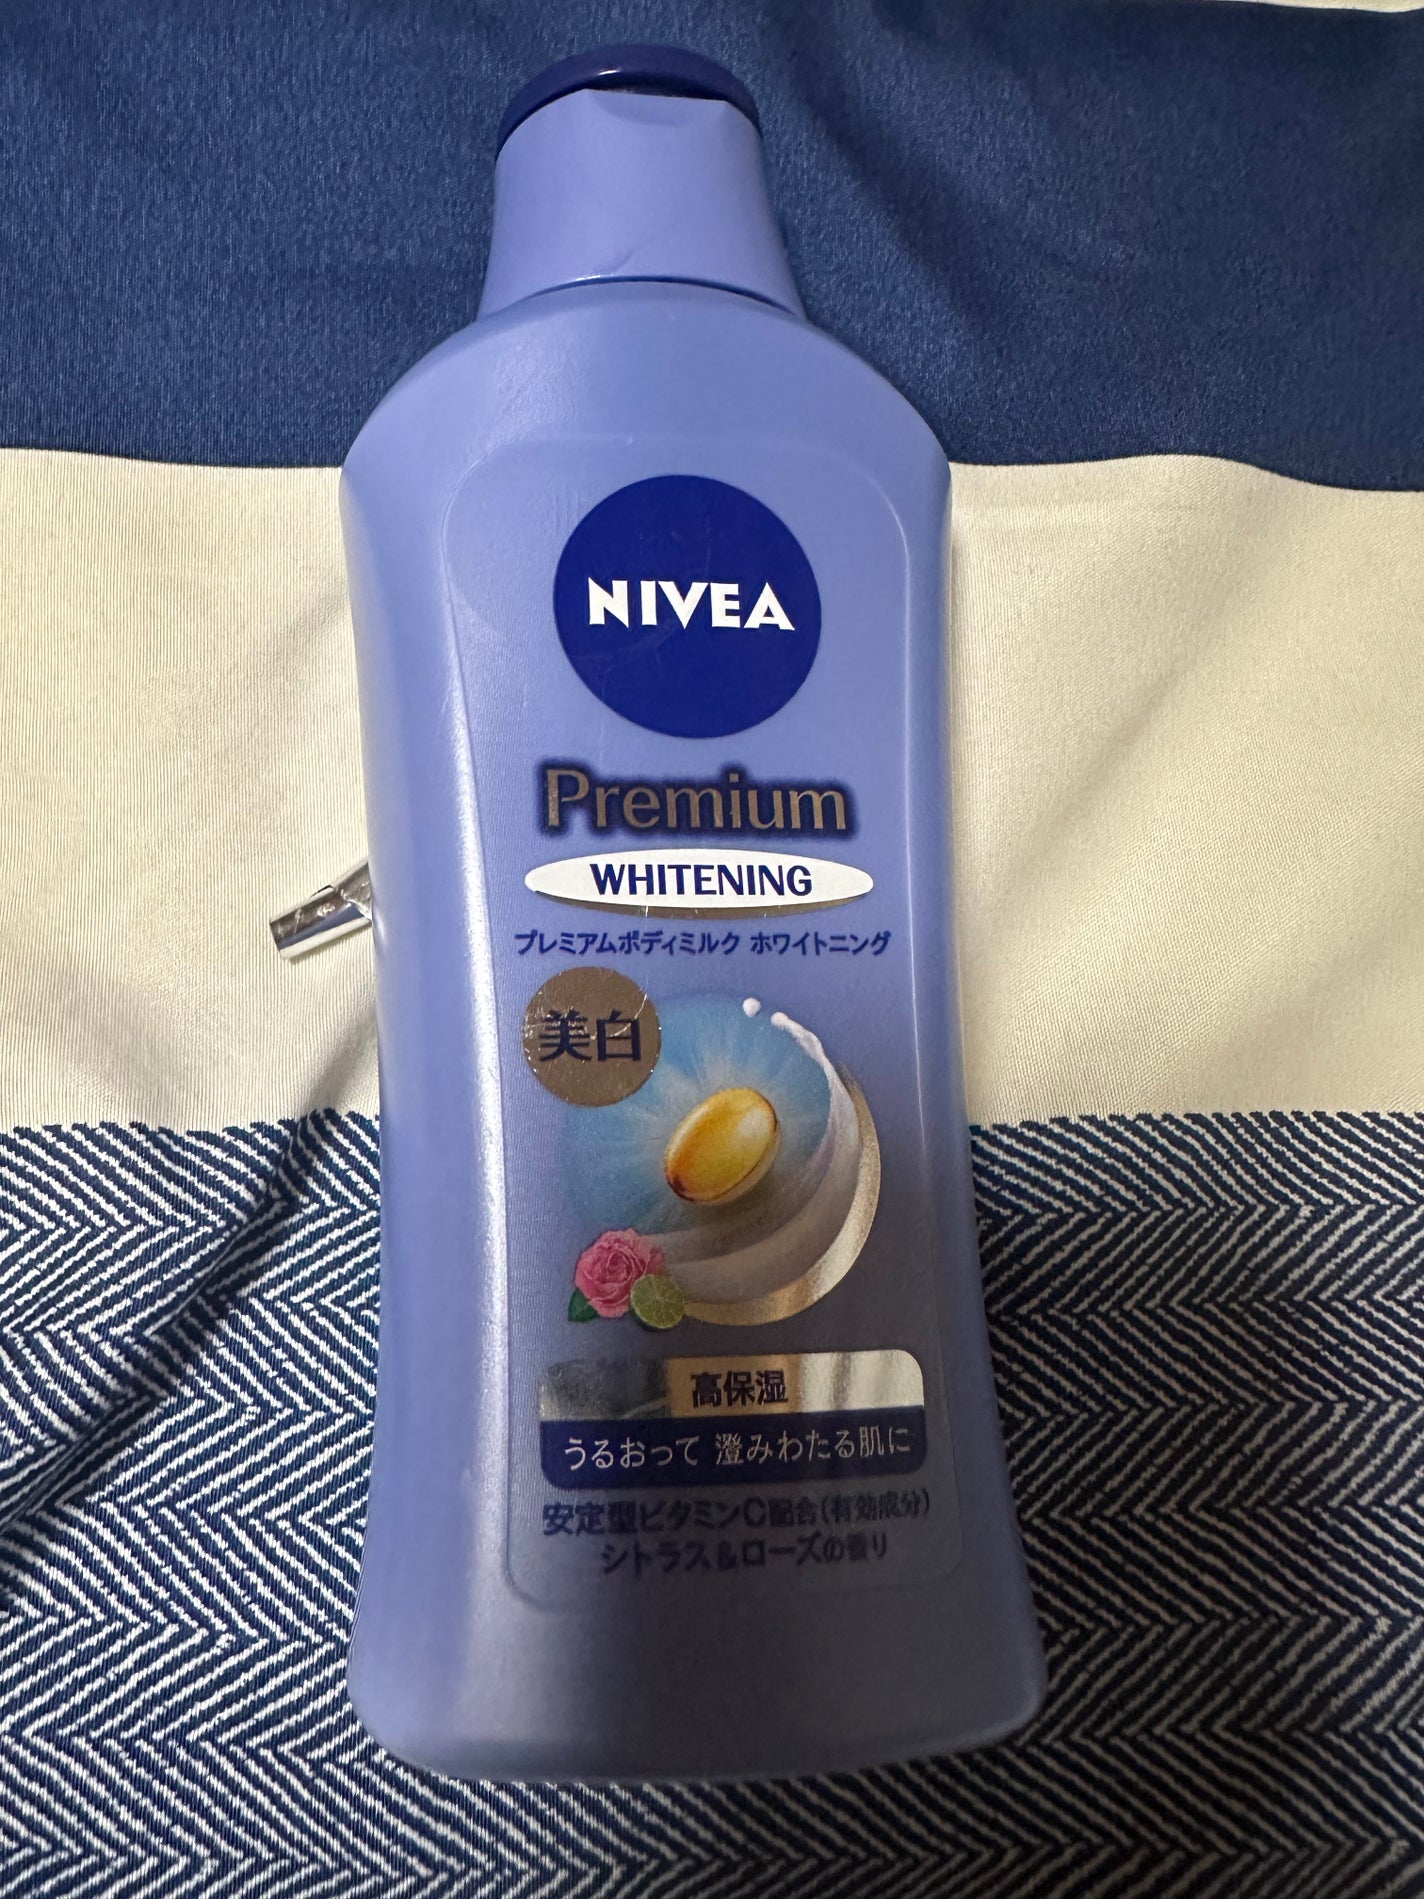 NIVEA
Premium
WHITENING
プレミアムボディミルク ホワイトニング
美白
高保湿
うるおって 澄みわたる肌に
安定型ビタミンC配合(有効成分)
シトラス&ローズの香り